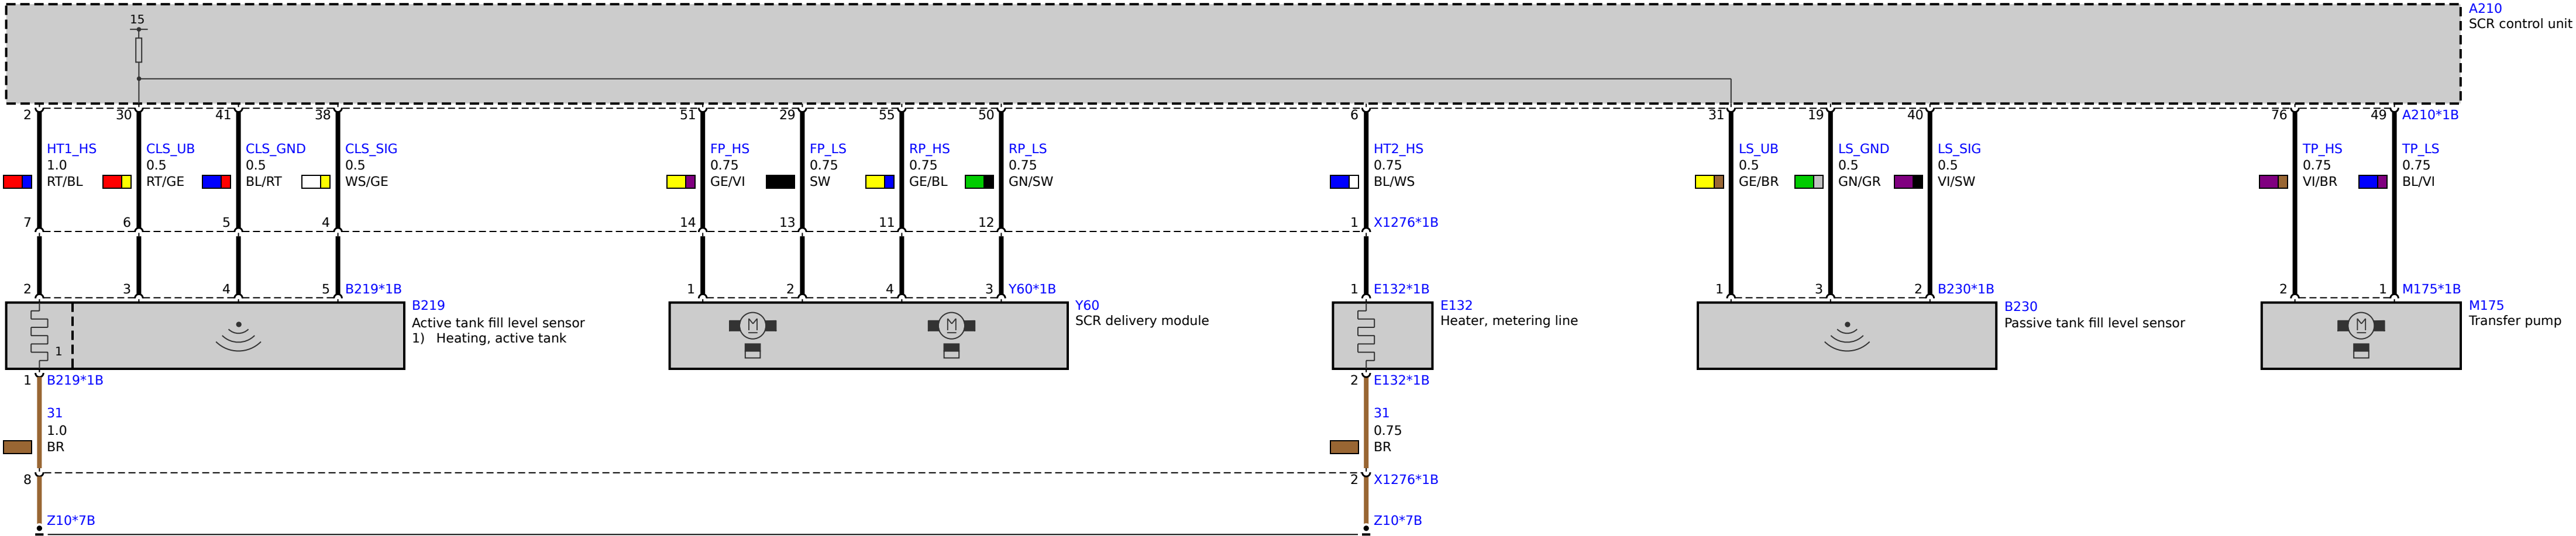 15
A210
SCR control unit
2 30 41 38 51 29 55 50 6 31 19 40 76 49 A210*1B
HT1_HS CLS_UB CLS_GND CLS_SIG FP_HS FP_LS RP_HS RP_LS HT2_HS LS_UB LS_GND LS_SIG TP_HS TP_LS
1.0 0.5 0.5 0.5 0.75 0.75 0.75 0.75 0.75 0.5 0.5 0.5 0.75 0.75
RT/BL RT/GE BL/RT WS/GE GE/VI SW GE/BL GN/SW BL/WS GE/BR GN/GR VI/SW VI/BR BL/VI
7 6 5 4 14 13 11 12 1 X1276*1B
2 3 4 5 B219*1B 1 2 4 3 Y60*1B 1 E132*1B 1 3 2 B230*1B 2 1 M175*1B
B219 Y60 E132 B230 M175
Active tank fill level sensor SCR delivery module Heater, metering line Passive tank fill level sensor Transfer pump
1) Heating, active tank
M M M
1
1 B219*1B 2 E132*1B
31 31
1.0 0.75
BR BR
8 2 X1276*1B
Z10*7B Z10*7B